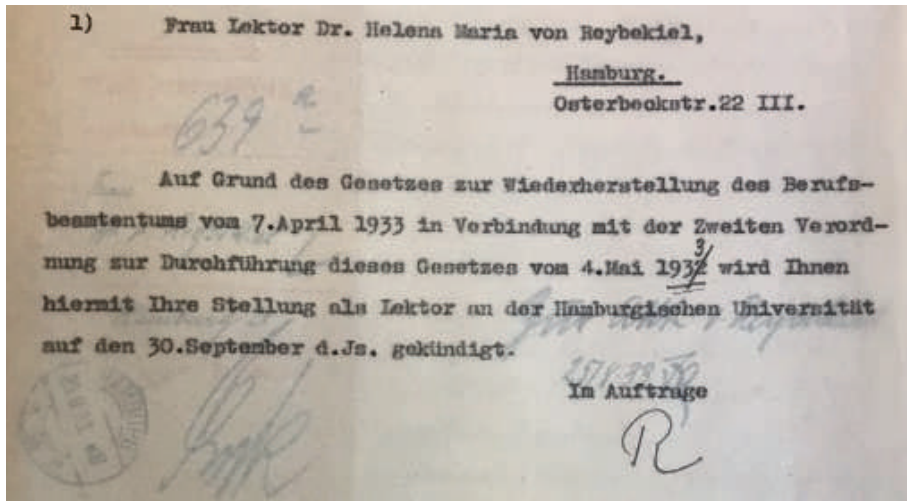 1) Frau Lektor Dr. Helena Maria von Reybekiel,
Hamburg.
Osterbeckstr.22 III.
639 a
Auf Grund des Gesetzes zur Wiederherstellung des Berufs-
beamtentums vom 7.April 1933 in Verbindung mit der Zweiten Verord-
nung zur Durchführung dieses Gesetzes vom 4.Mai 1933 wird Ihnen
hiermit Ihre Stellung als Lektor an der Hamburgischen Universität
auf den 30.September d.Js. gekündigt.
Im Auftrage
R